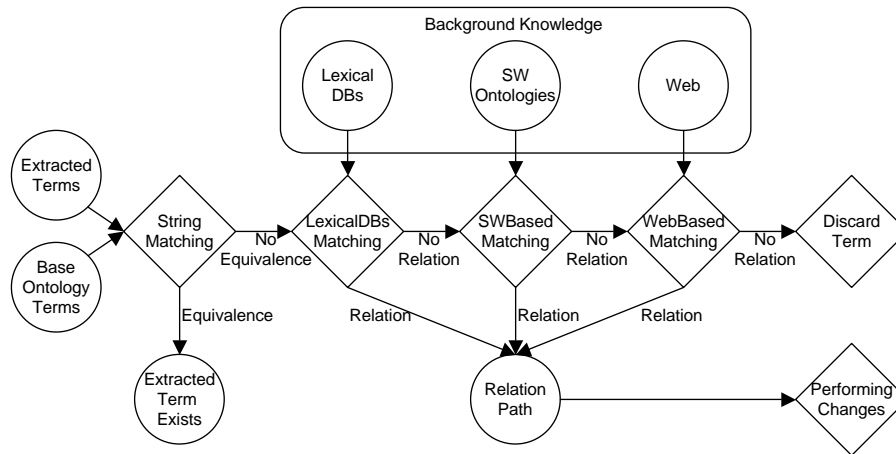 Background Knowledge
Lexical
DBs
SW
Ontologies
Web
Extracted
Terms
Base
Ontology
Terms
String
Matching
No
Equivalence
LexicalDBs
Matching
No
Relation
SWBased
Matching
No
Relation
WebBased
Matching
No
Relation
Discard
Term
Equivalence
Relation
Relation
Relation
Extracted
Term
Exists
Relation
Path
Performing
Changes